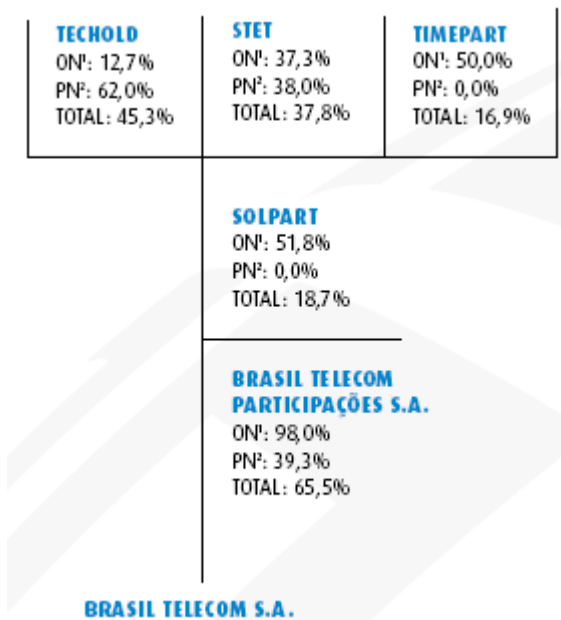 TECHOLD
ON¹: 12,7%
PN²: 62,0%
TOTAL: 45,3%
STET
ON¹: 37,3%
PN²: 38,0%
TOTAL: 37,8%
TIMEPART
ON¹: 50,0%
PN²: 0,0%
TOTAL: 16,9%
SOLPART
ON¹: 51,8%
PN²: 0,0%
TOTAL: 18,7%
BRASIL TELECOM
PARTICIPAÇÕES S.A.
ON¹: 98,0%
PN²: 39,3%
TOTAL: 65,5%
BRASIL TELECOM S.A.